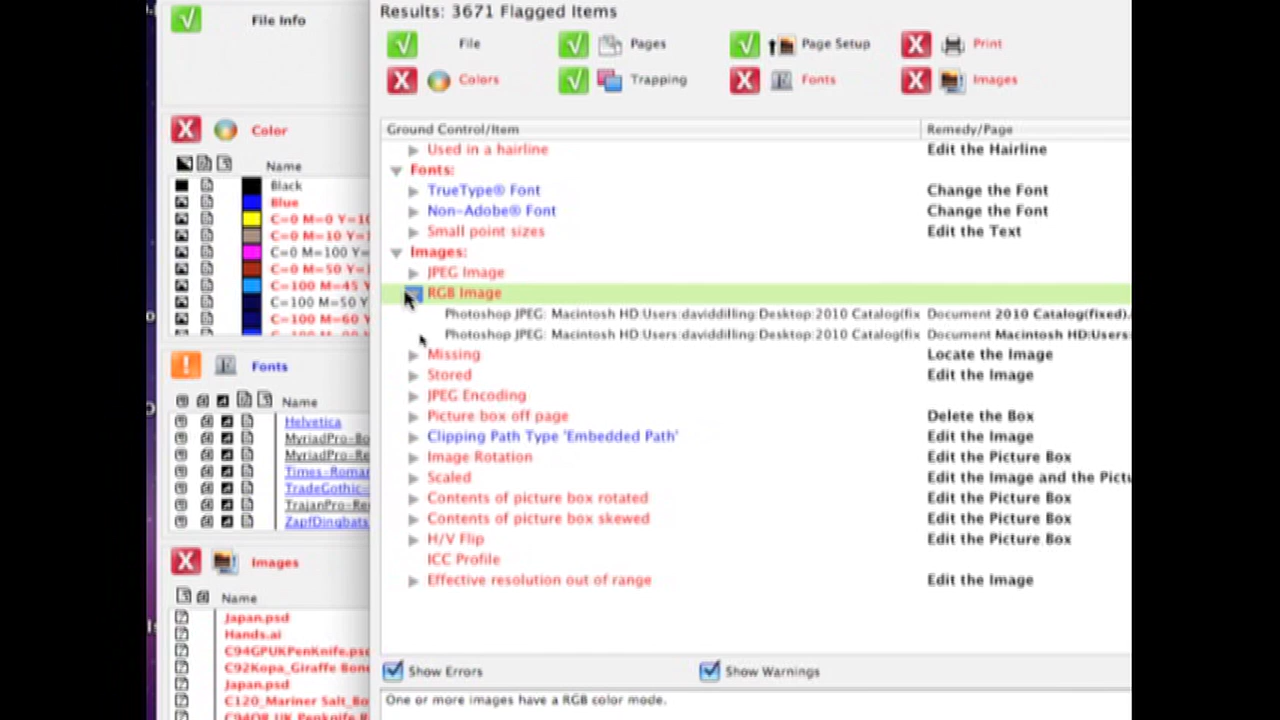 File Info
Color
Name
Black
Blue
C=0 M=0 Y=10
C=0 M=10 Y=1
C=0 M=100 Y=
C=0 M=50 Y=
C=100 M=45 Y
C=100 M=50 Y
C=100 M=60 Y
Fonts
Name
Helvetica
MyriadPro-Bo
MyriadPro-Re
Times-Roman
TradeGothic-
TrajanPro-Re
ZapfDingbats
Images
Name
Japan.psd
Hands.ai
C94GPUKPenKnife.psd
C92Kopa_Giraffe Bone
Japan.psd
C120_Mariner Salt_Bo
C94OR UK Penknife R
Results: 3671 Flagged Items
File Pages Page Setup Print
Colors Trapping Fonts Images
Ground Control/Item Remedy/Page
Used in a hairline Edit the Hairline
Fonts:
TrueType® Font Change the Font
Non-Adobe® Font Change the Font
Small point sizes Edit the Text
Images:
JPEG Image
RGB Image
Photoshop JPEG: Macintosh HD:Users:daviddilling:Desktop:2010 Catalog(fix Document 2010 Catalog(fixed).
Photoshop JPEG: Macintosh HD:Users:daviddilling:Desktop:2010 Catalog(fix Document Macintosh HD:Users:
Missing Locate the Image
Stored Edit the Image
JPEG Encoding
Picture box off page Delete the Box
Clipping Path Type 'Embedded Path' Edit the Image
Image Rotation Edit the Picture Box
Scaled Edit the Image and the Pictu
Contents of picture box rotated Edit the Picture Box
Contents of picture box skewed Edit the Picture Box
H/V Flip Edit the Picture Box
ICC Profile
Effective resolution out of range Edit the Image
Show Errors Show Warnings
One or more images have a RGB color mode.